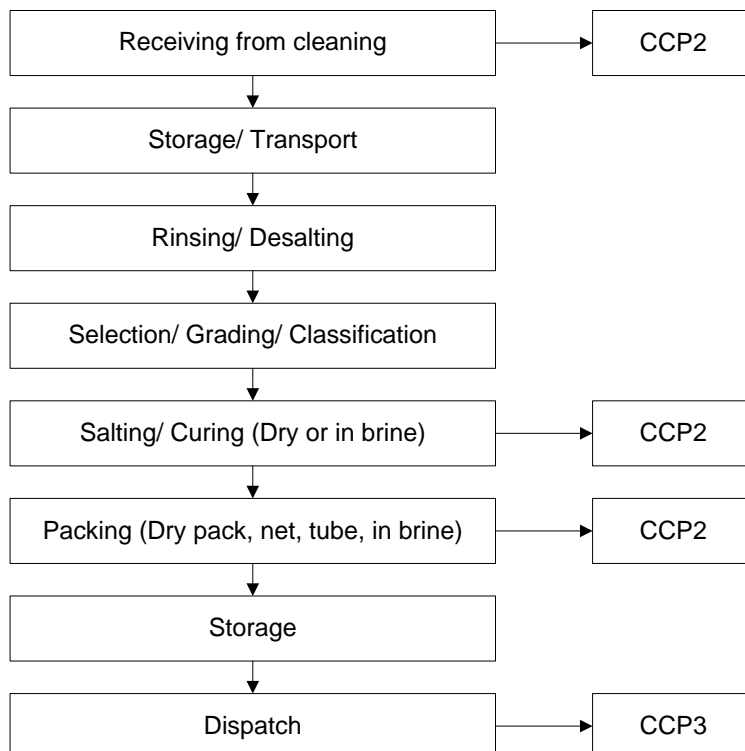 Receiving from cleaning
CCP2
Storage/ Transport
Rinsing/ Desalting
Selection/ Grading/ Classification
Salting/ Curing (Dry or in brine)
CCP2
Packing (Dry pack, net, tube, in brine)
CCP2
Storage
Dispatch
CCP3